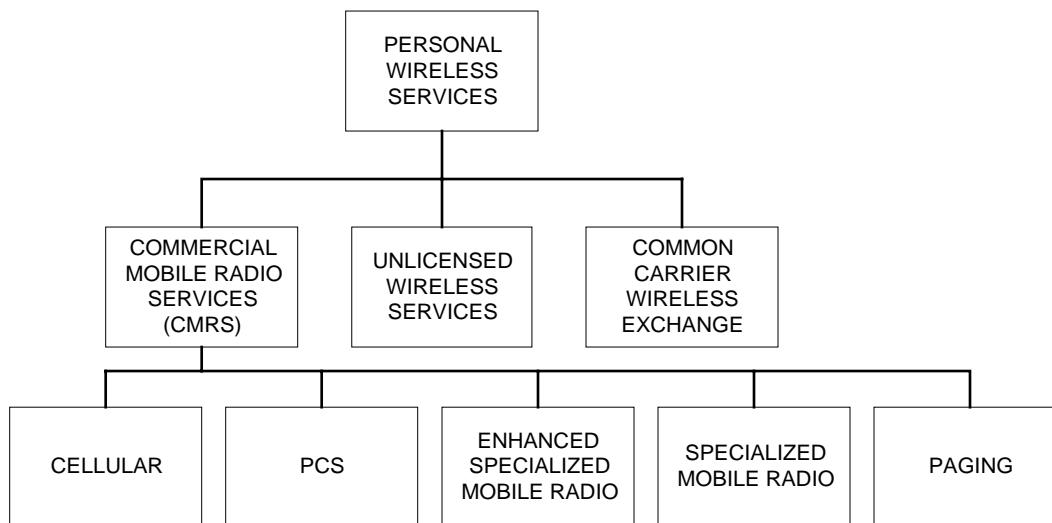 PERSONAL
WIRELESS
SERVICES
COMMERCIAL
MOBILE RADIO
SERVICES
(CMRS)
UNLICENSED
WIRELESS
SERVICES
COMMON
CARRIER
WIRELESS
EXCHANGE
CELLULAR
PCS
ENHANCED
SPECIALIZED
MOBILE RADIO
SPECIALIZED
MOBILE RADIO
PAGING